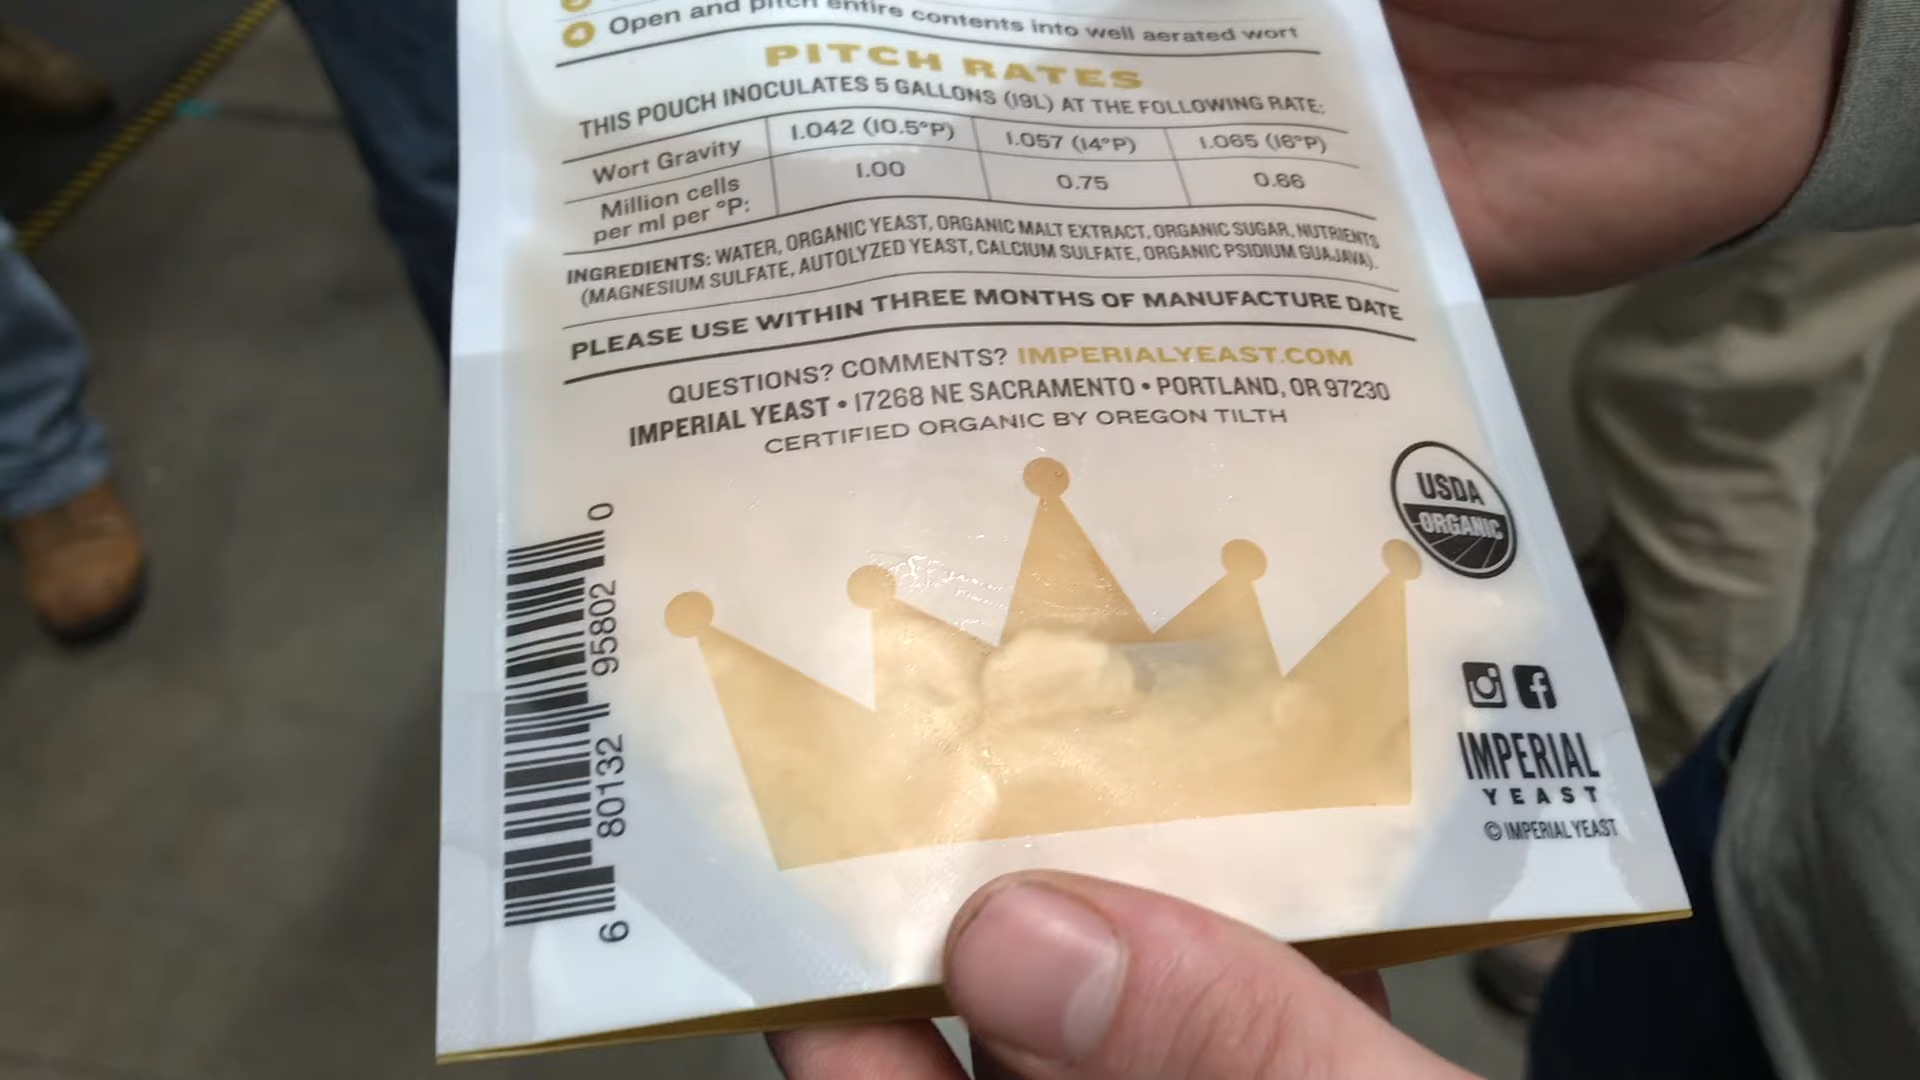 4 Open and pitch entire contents into well aerated wort
PITCH RATES
THIS POUCH INOCULATES 5 GALLONS (19L) AT THE FOLLOWING RATE:
Wort Gravity 1.042 (10.5°P) 1.057 (14°P) 1.065 (16°P)
Million cells per ml per °P: 1.00 0.75 0.66
INGREDIENTS: WATER, ORGANIC YEAST, ORGANIC MALT EXTRACT, ORGANIC SUGAR, NUTRIENTS
(MAGNESIUM SULFATE, AUTOLYZED YEAST, CALCIUM SULFATE, ORGANIC PSIDIUM GUAJAVA).
PLEASE USE WITHIN THREE MONTHS OF MANUFACTURE DATE
QUESTIONS? COMMENTS? IMPERIALYEAST.COM
IMPERIAL YEAST • 17268 NE SACRAMENTO • PORTLAND, OR 97230
CERTIFIED ORGANIC BY OREGON TILTH
USDA
ORGANIC
6 80132 95802 0
IMPERIAL
YEAST
© IMPERIAL YEAST